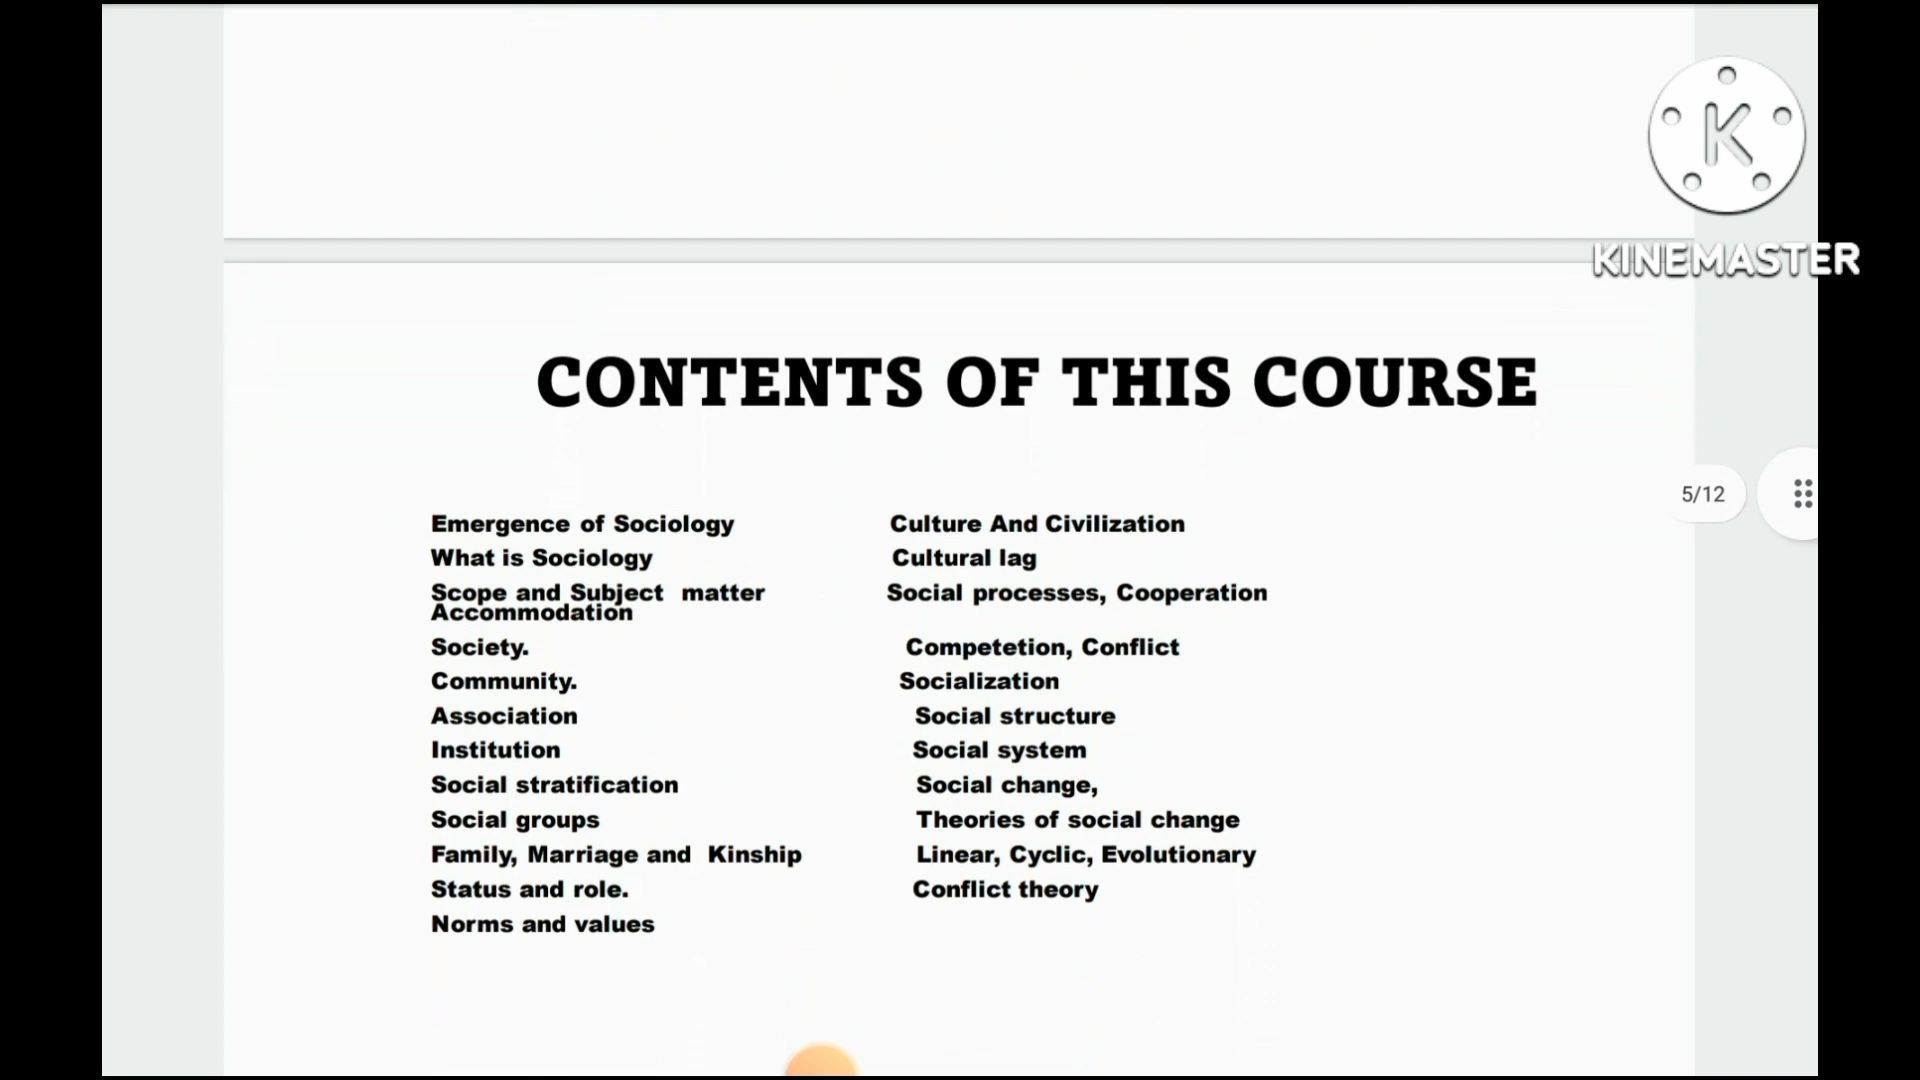 K
KINEMASTER
CONTENTS OF THIS COURSE
5/12
Emergence of Sociology Culture And Civilization
What is Sociology Cultural lag
Scope and Subject matter Social processes, Cooperation
Accommodation
Society. Competetion, Conflict
Community. Socialization
Association Social structure
Institution Social system
Social stratification Social change,
Social groups Theories of social change
Family, Marriage and Kinship Linear, Cyclic, Evolutionary
Status and role. Conflict theory
Norms and values